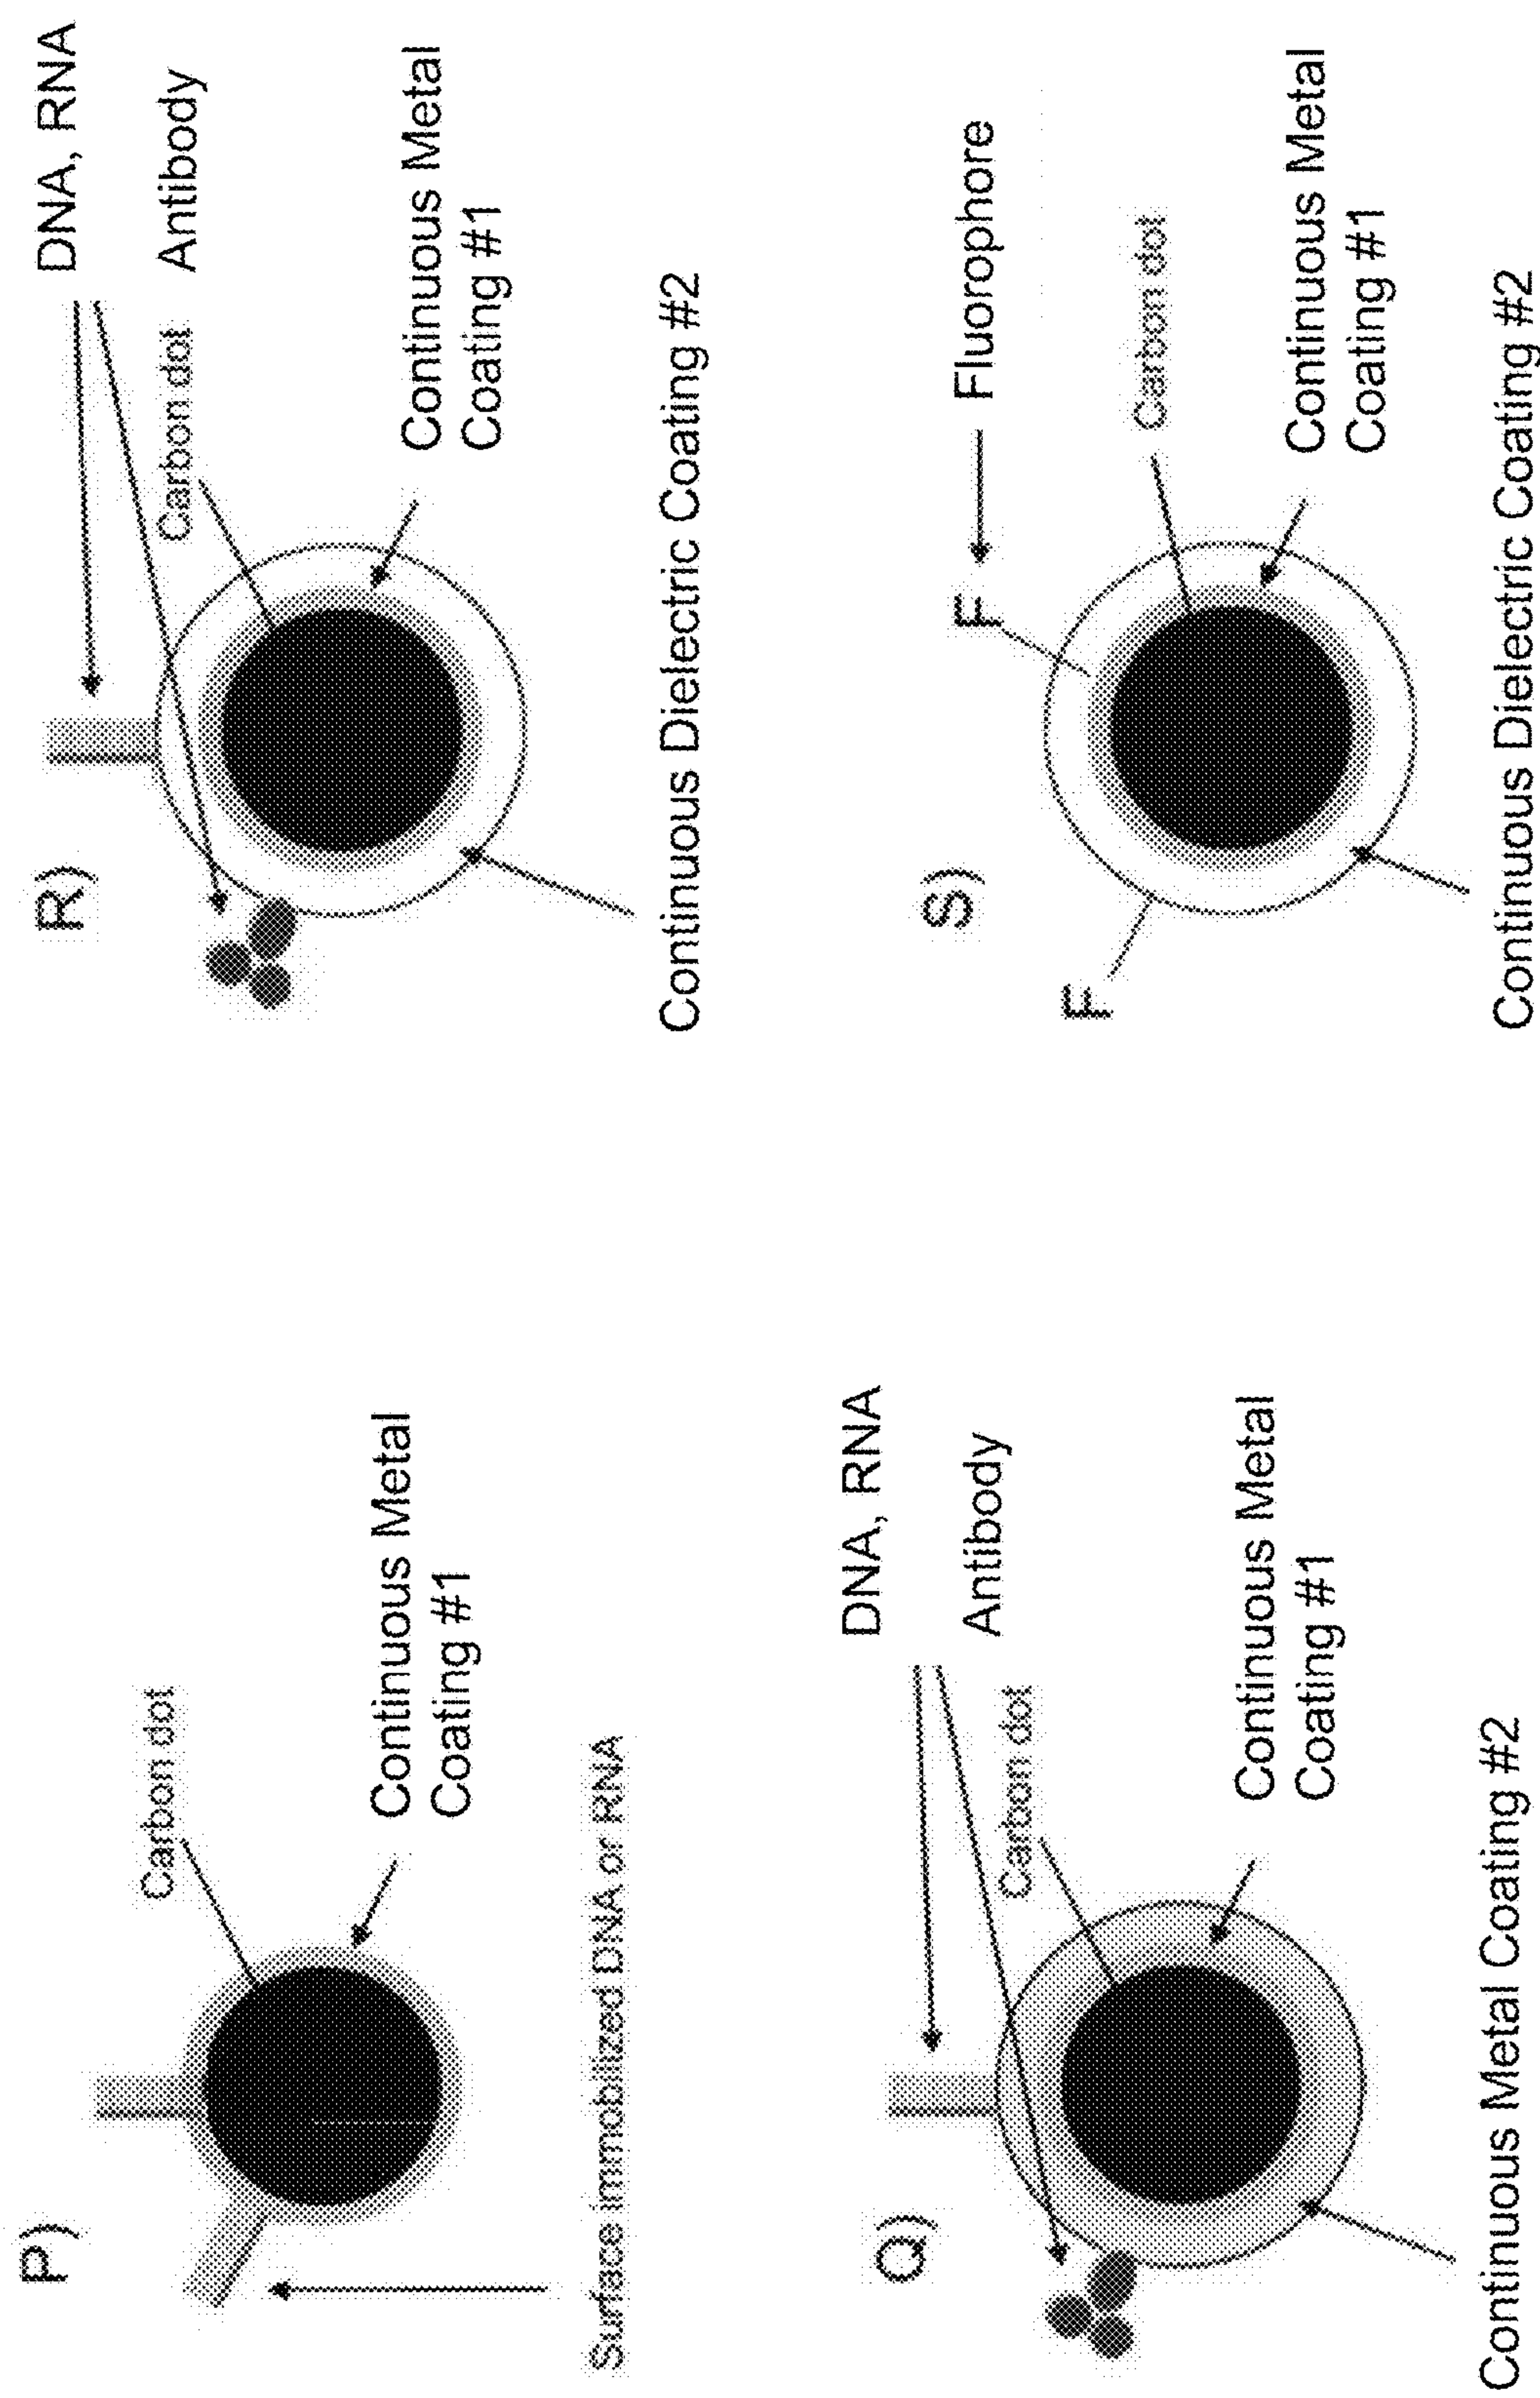 P)
Carbon dot
Continuous Metal
Coating #1
Surface immobilized DNA or RNA
Q)
DNA, RNA
Antibody
Carbon dot
Continuous Metal
Coating #1
Continuous Metal Coating #2
R)
DNA, RNA
Antibody
Carbon dot
Continuous Metal
Coating #1
Continuous Dielectric Coating #2
S)
F
Fluorophore
F
Carbon dot
Continuous Metal
Coating #1
Continuous Dielectric Coating #2